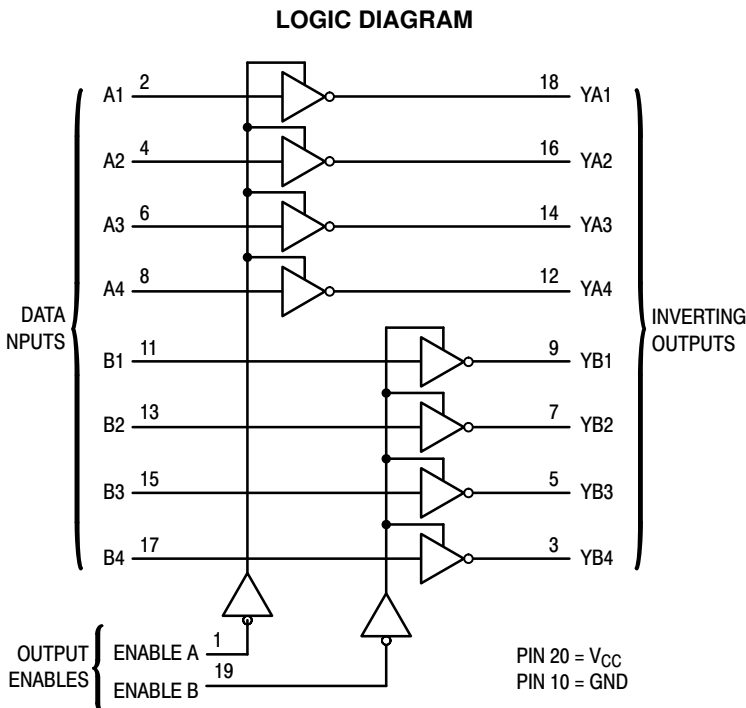 LOGIC DIAGRAM
A1 2 18 YA1
A2 4 16 YA2
A3 6 14 YA3
A4 8 12 YA4
DATA
NPUTS
INVERTING
OUTPUTS
B1 11 9 YB1
B2 13 7 YB2
B3 15 5 YB3
B4 17 3 YB4
OUTPUT
ENABLES
ENABLE A 1
ENABLE B 19
PIN 20 = VCC
PIN 10 = GND